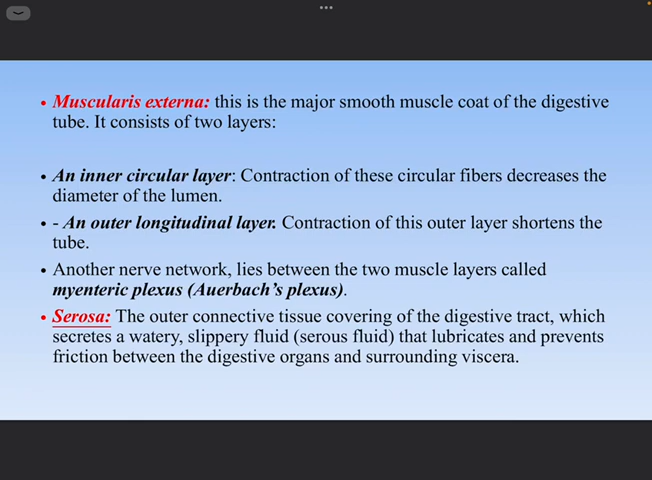 • Muscularis externa: this is the major smooth muscle coat of the digestive
tube. It consists of two layers:
• An inner circular layer: Contraction of these circular fibers decreases the
diameter of the lumen.
• - An outer longitudinal layer. Contraction of this outer layer shortens the
tube.
• Another nerve network, lies between the two muscle layers called
myenteric plexus (Auerbach’s plexus).
• Serosa: The outer connective tissue covering of the digestive tract, which
secretes a watery, slippery fluid (serous fluid) that lubricates and prevents
friction between the digestive organs and surrounding viscera.